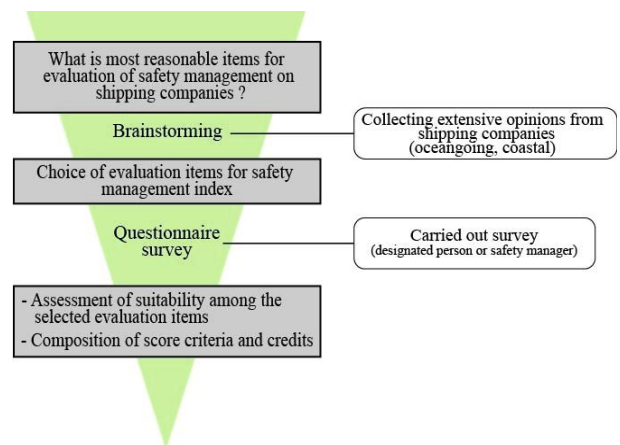 What is most reasonable items for
evaluation of safety management on
shipping companies ?
Brainstorming
Collecting extensive opinions from
shipping companies
(oceangoing, coastal)
Choice of evaluation items for safety
management index
Questionnaire
survey
Carried out survey
(designated person or safety manager)
- Assessment of suitability among the
selected evaluation items
- Composition of score criteria and credits